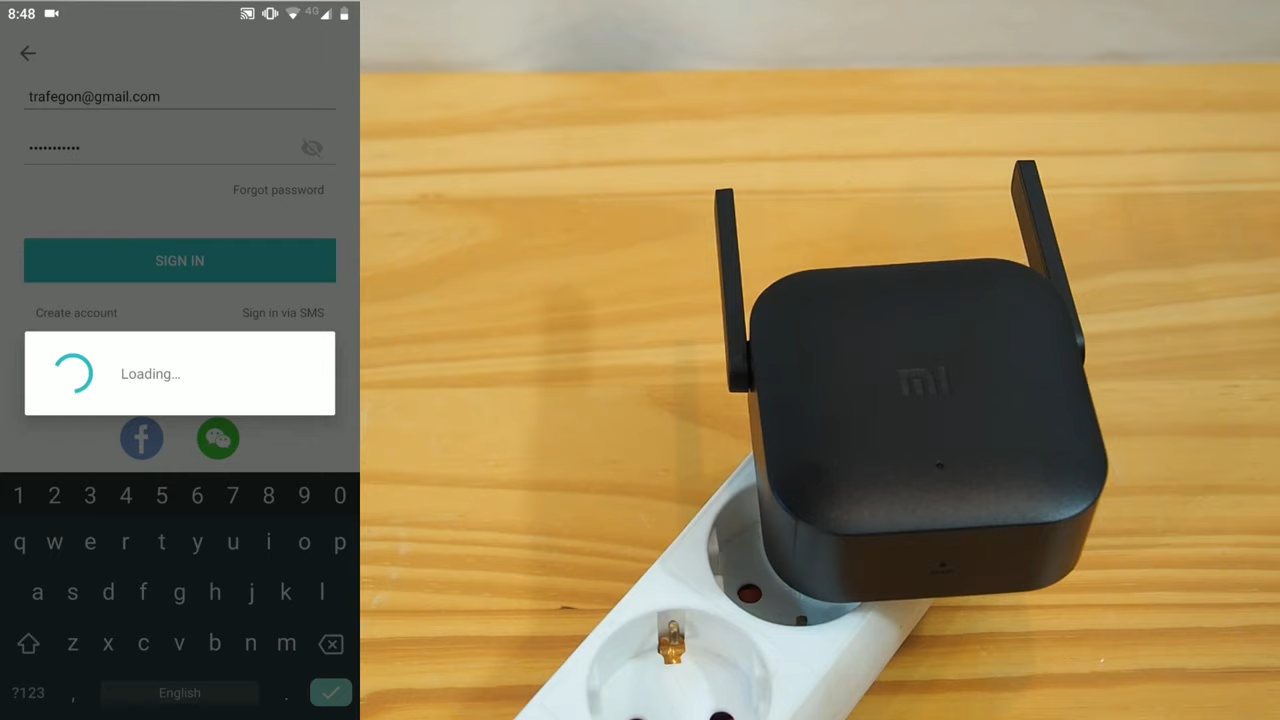 8:48
4G
trafegon@gmail.com
•••••••••••
Forgot password
SIGN IN
Create account
Sign in via SMS
Loading...
1 2 3 4 5 6 7 8 9 0
q w e r t y u i o p
a s d f g h j k l
z x c v b n m
?123 , English .
mi